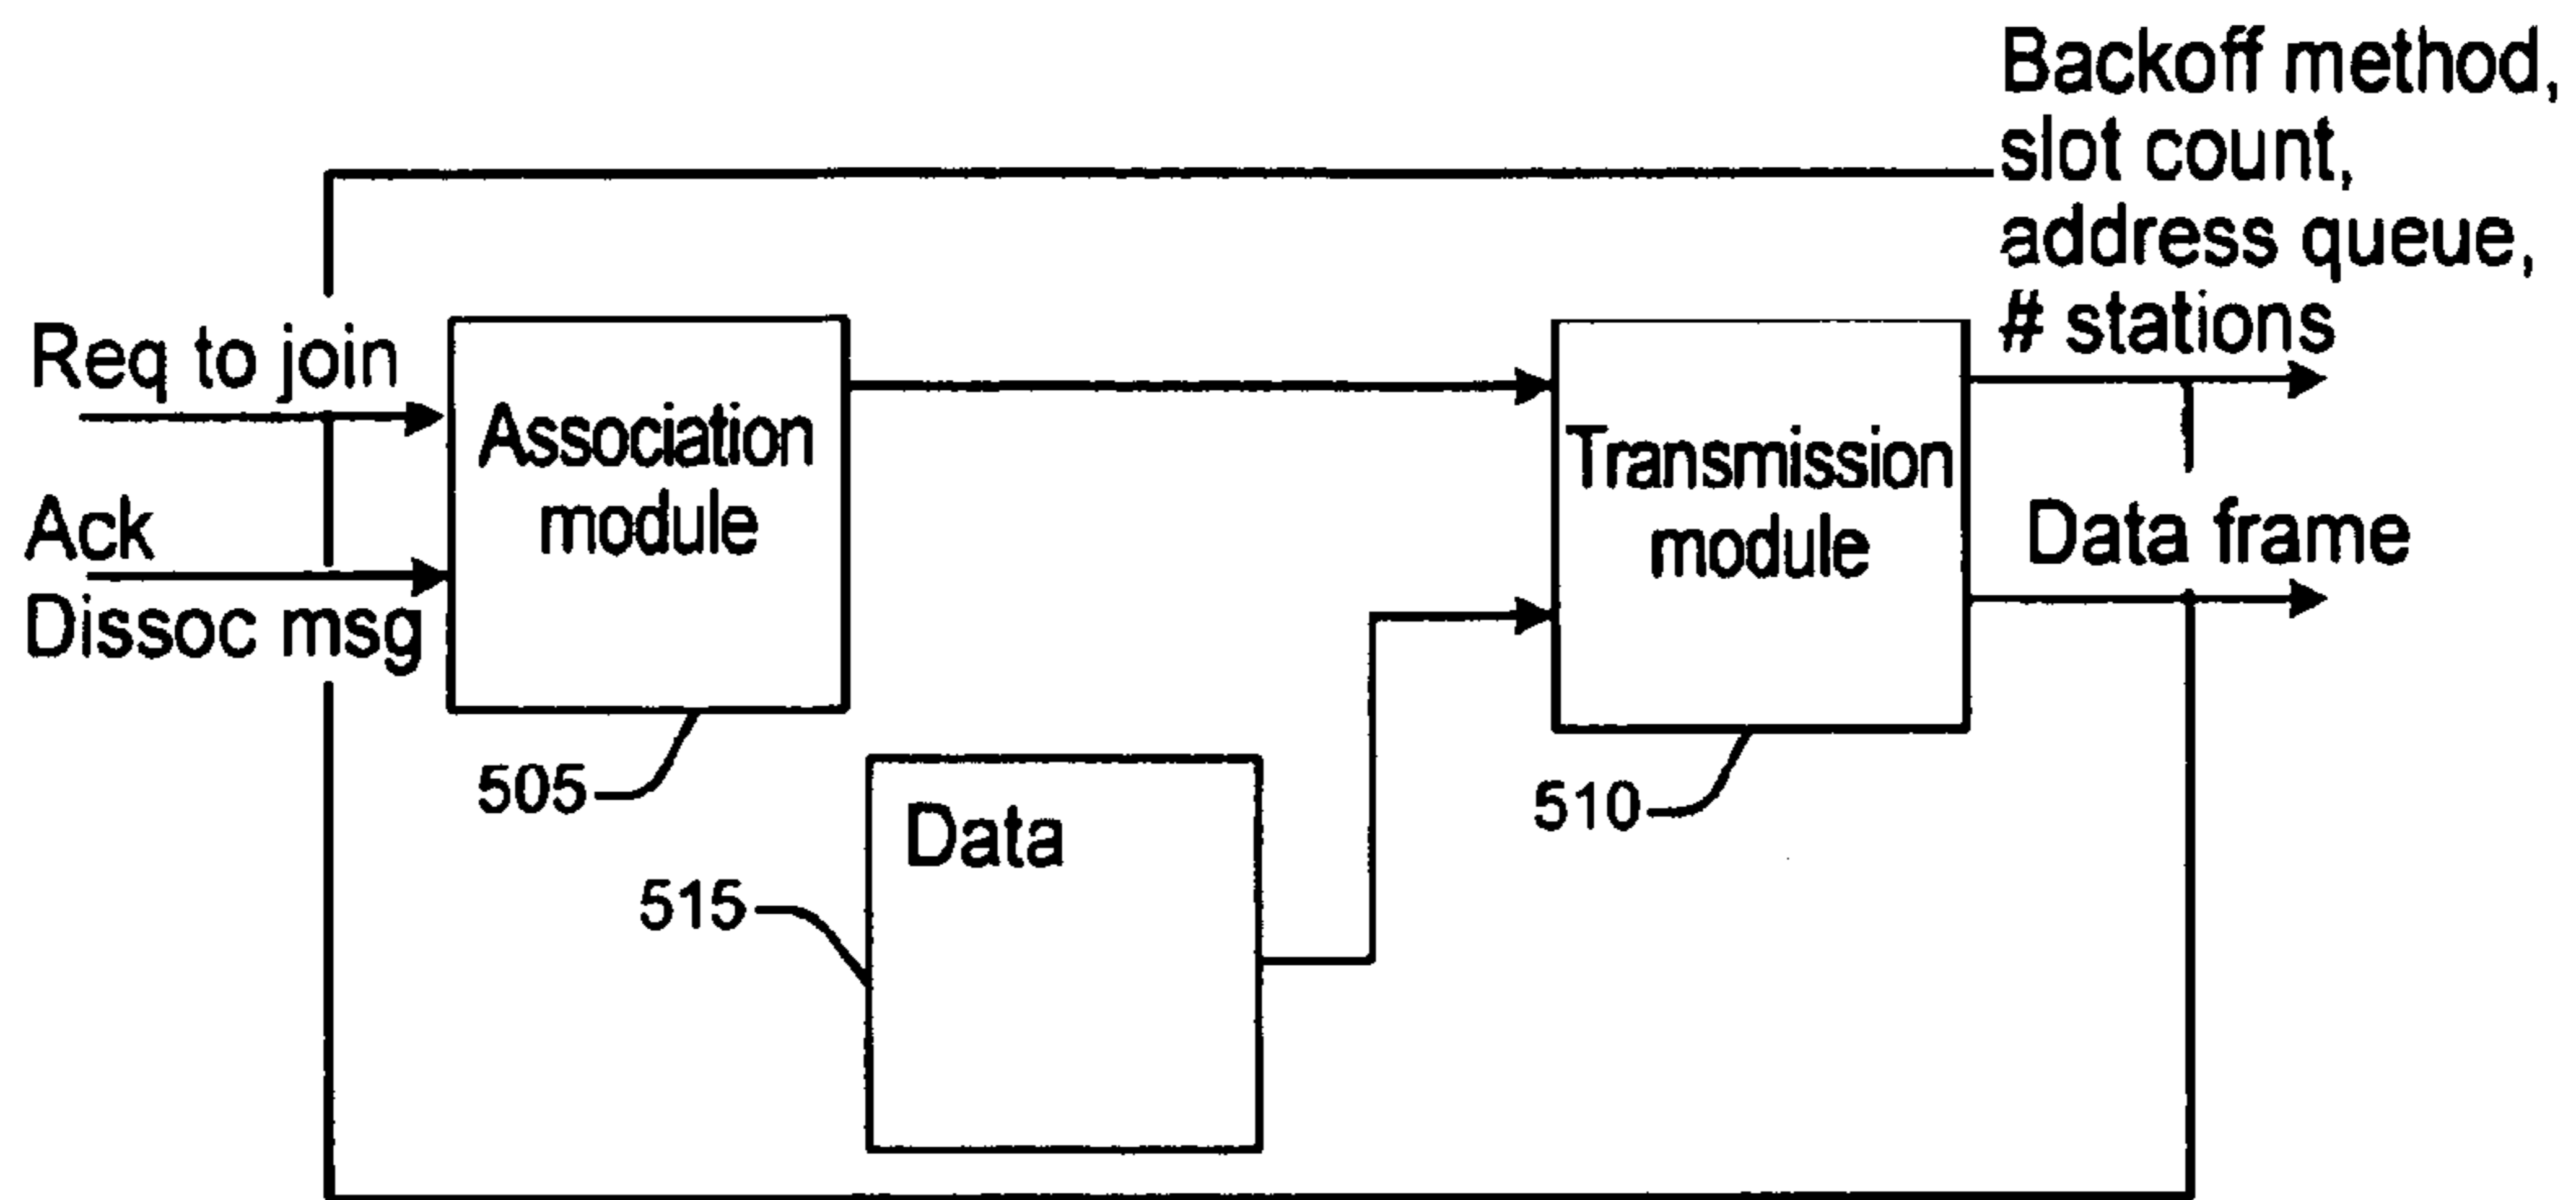 Backoff method,
slot count,
address queue,
# stations
Req to join
Ack
Dissoc msg
Association
module
505
Data
515
Transmission
module
510
Data frame